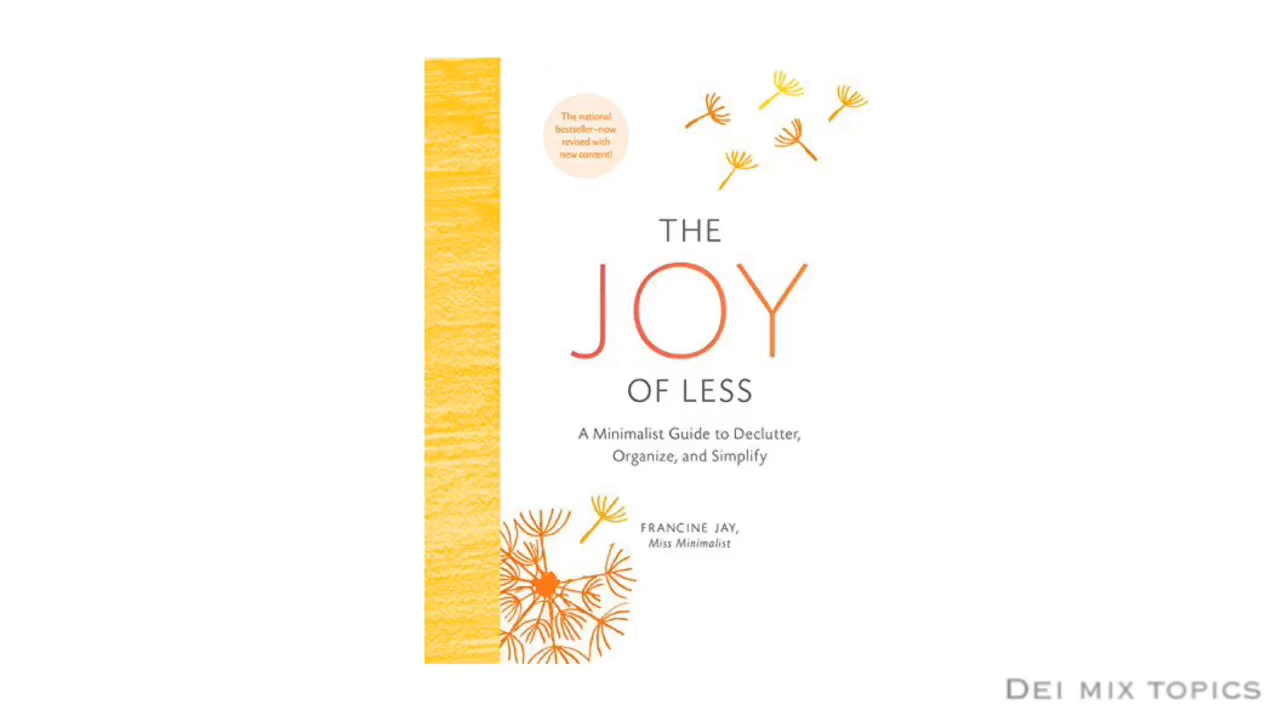 The national
bestseller–now
revised with
new content!
THE
JOY
OF LESS
A Minimalist Guide to Declutter,
Organize, and Simplify
FRANCINE JAY,
Miss Minimalist
DEI MIX TOPICS